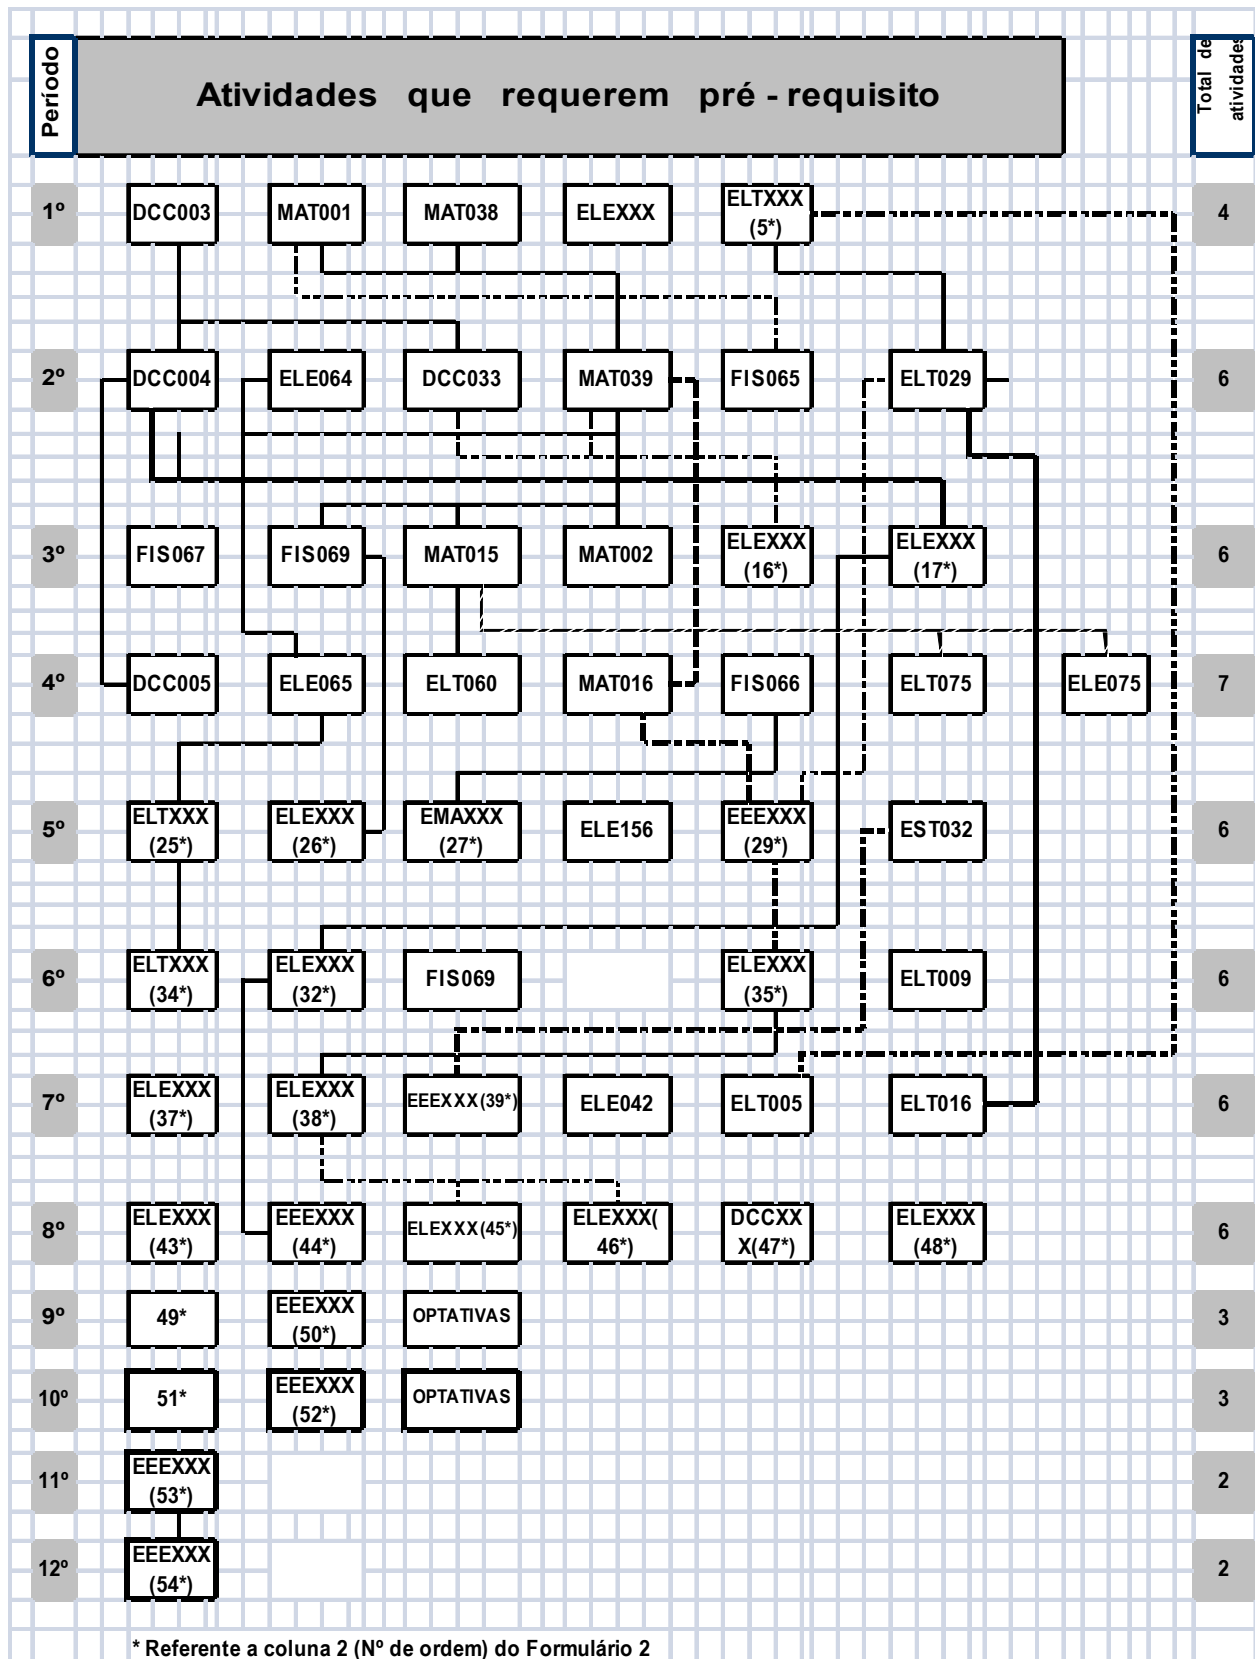 Período
Atividades que requerem pré - requisito
Total de
atividades
1º DCC003 MAT001 MAT038 ELEXXX ELTXXX
(5*) 4
2º DCC004 ELE064 DCC033 MAT039 FIS065 ELT029 6
3º FIS067 FIS069 MAT015 MAT002 ELEXXX
(16*) ELEXXX
(17*) 6
4º DCC005 ELE065 ELT060 MAT016 FIS066 ELT075 ELE075 7
5º ELTXXX
(25*) ELEXXX
(26*) EMAXXX
(27*) ELE156 EEEXXX
(29*) EST032 6
6º ELTXXX
(34*) ELEXXX
(32*) FIS069 ELEXXX
(35*) ELT009 6
7º ELEXXX
(37*) ELEXXX
(38*) EEEXXX(39*) ELE042 ELT005 ELT016 6
8º ELEXXX
(43*) EEEXXX
(44*) ELEXXX(45*) ELEXXX(
46*) DCCXX
X(47*) ELEXXX
(48*) 6
9º 49* EEEXXX
(50*) OPTATIVAS 3
10º 51* EEEXXX
(52*) OPTATIVAS 3
11º EEEXXX
(53*) 2
12º EEEXXX
(54*) 2
* Referente a coluna 2 (Nº de ordem) do Formulário 2